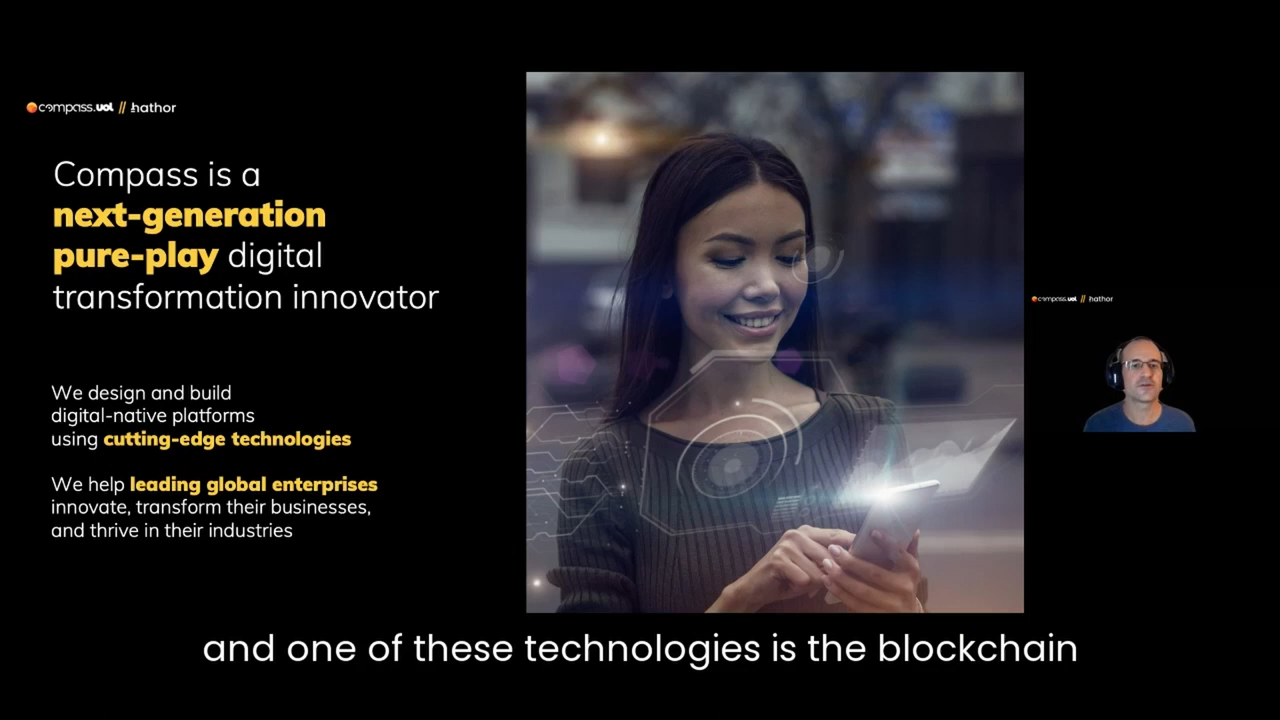 compass.uol // hathor
Compass is a
next-generation
pure-play digital
transformation innovator
We design and build
digital-native platforms
using cutting-edge technologies
We help leading global enterprises
innovate, transform their businesses,
and thrive in their industries
compass.uol // hathor
and one of these technologies is the blockchain